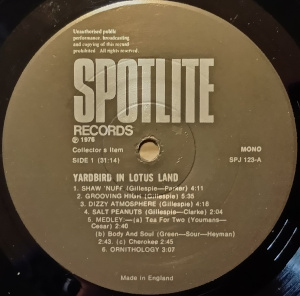 Unauthorised public
performance, broadcasting
and copying of this record
prohibited. All rights reserved.
SPOTLITE
RECORDS
℗ 1976
Collector's Item
MONO
SIDE 1 (31:14)
SPJ 123-A
YARDBIRD IN LOTUS LAND
1. SHAW 'NUFF (Gillespie—Parker) 4:11
2. GROOVING HIGH (Gillespie) 5:35
3. DIZZY ATMOSPHERE (Gillespie) 4:18
4. SALT PEANUTS (Gillespie—Clarke) 2:04
5. MEDLEY:— (a) Tea For Two (Youmans—
Cesar) 2:40
(b) Body And Soul (Green—Sour—Heyman)
2:43. (c) Cherokee 2:45
6. ORNITHOLOGY 3:07
Made in England